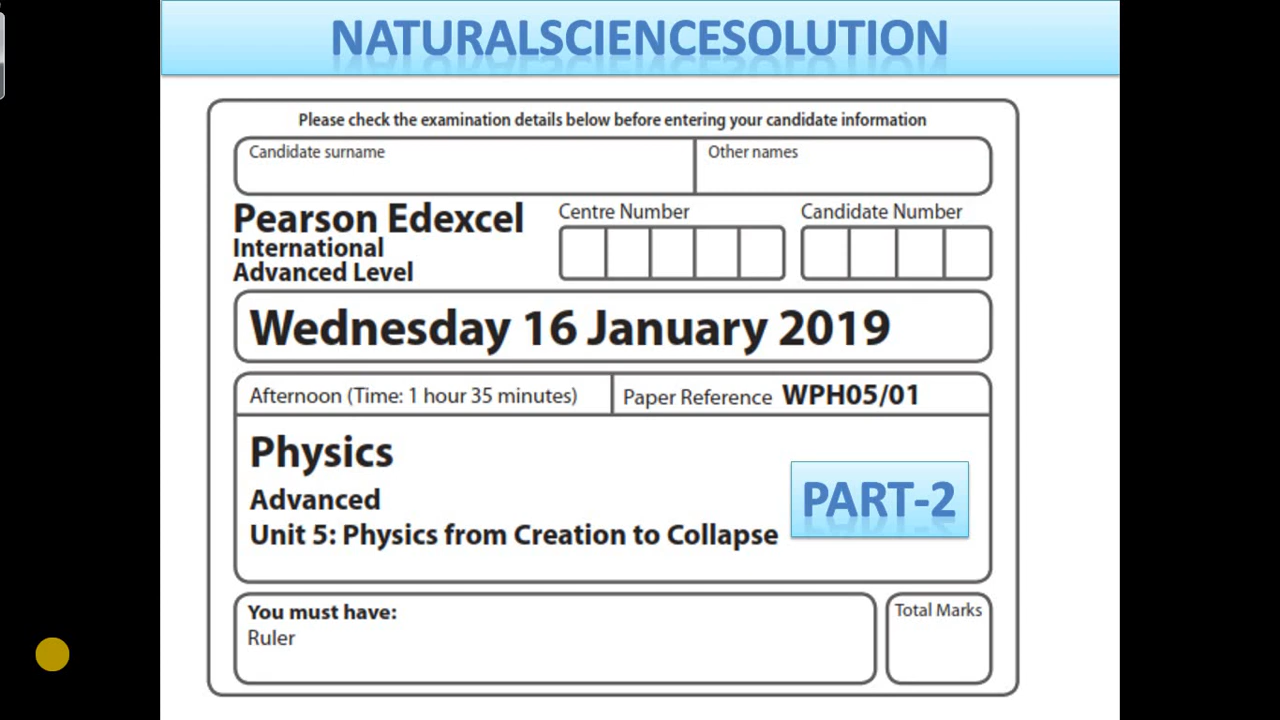 NATURALSCIENCESOLUTION
Please check the examination details below before entering your candidate information
Candidate surname
Other names
Pearson Edexcel
International
Advanced Level
Centre Number
Candidate Number
Wednesday 16 January 2019
Afternoon (Time: 1 hour 35 minutes)
Paper Reference WPH05/01
Physics
Advanced
Unit 5: Physics from Creation to Collapse
PART-2
You must have:
Ruler
Total Marks